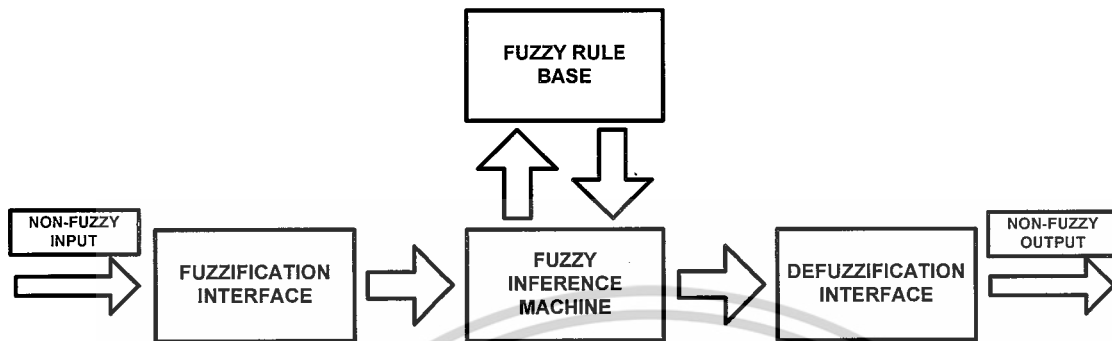 FUZZY RULE
BASE
NON-FUZZY
INPUT
FUZZIFICATION
INTERFACE
FUZZY
INFERENCE
MACHINE
DEFUZZIFICATION
INTERFACE
NON-FUZZY
OUTPUT